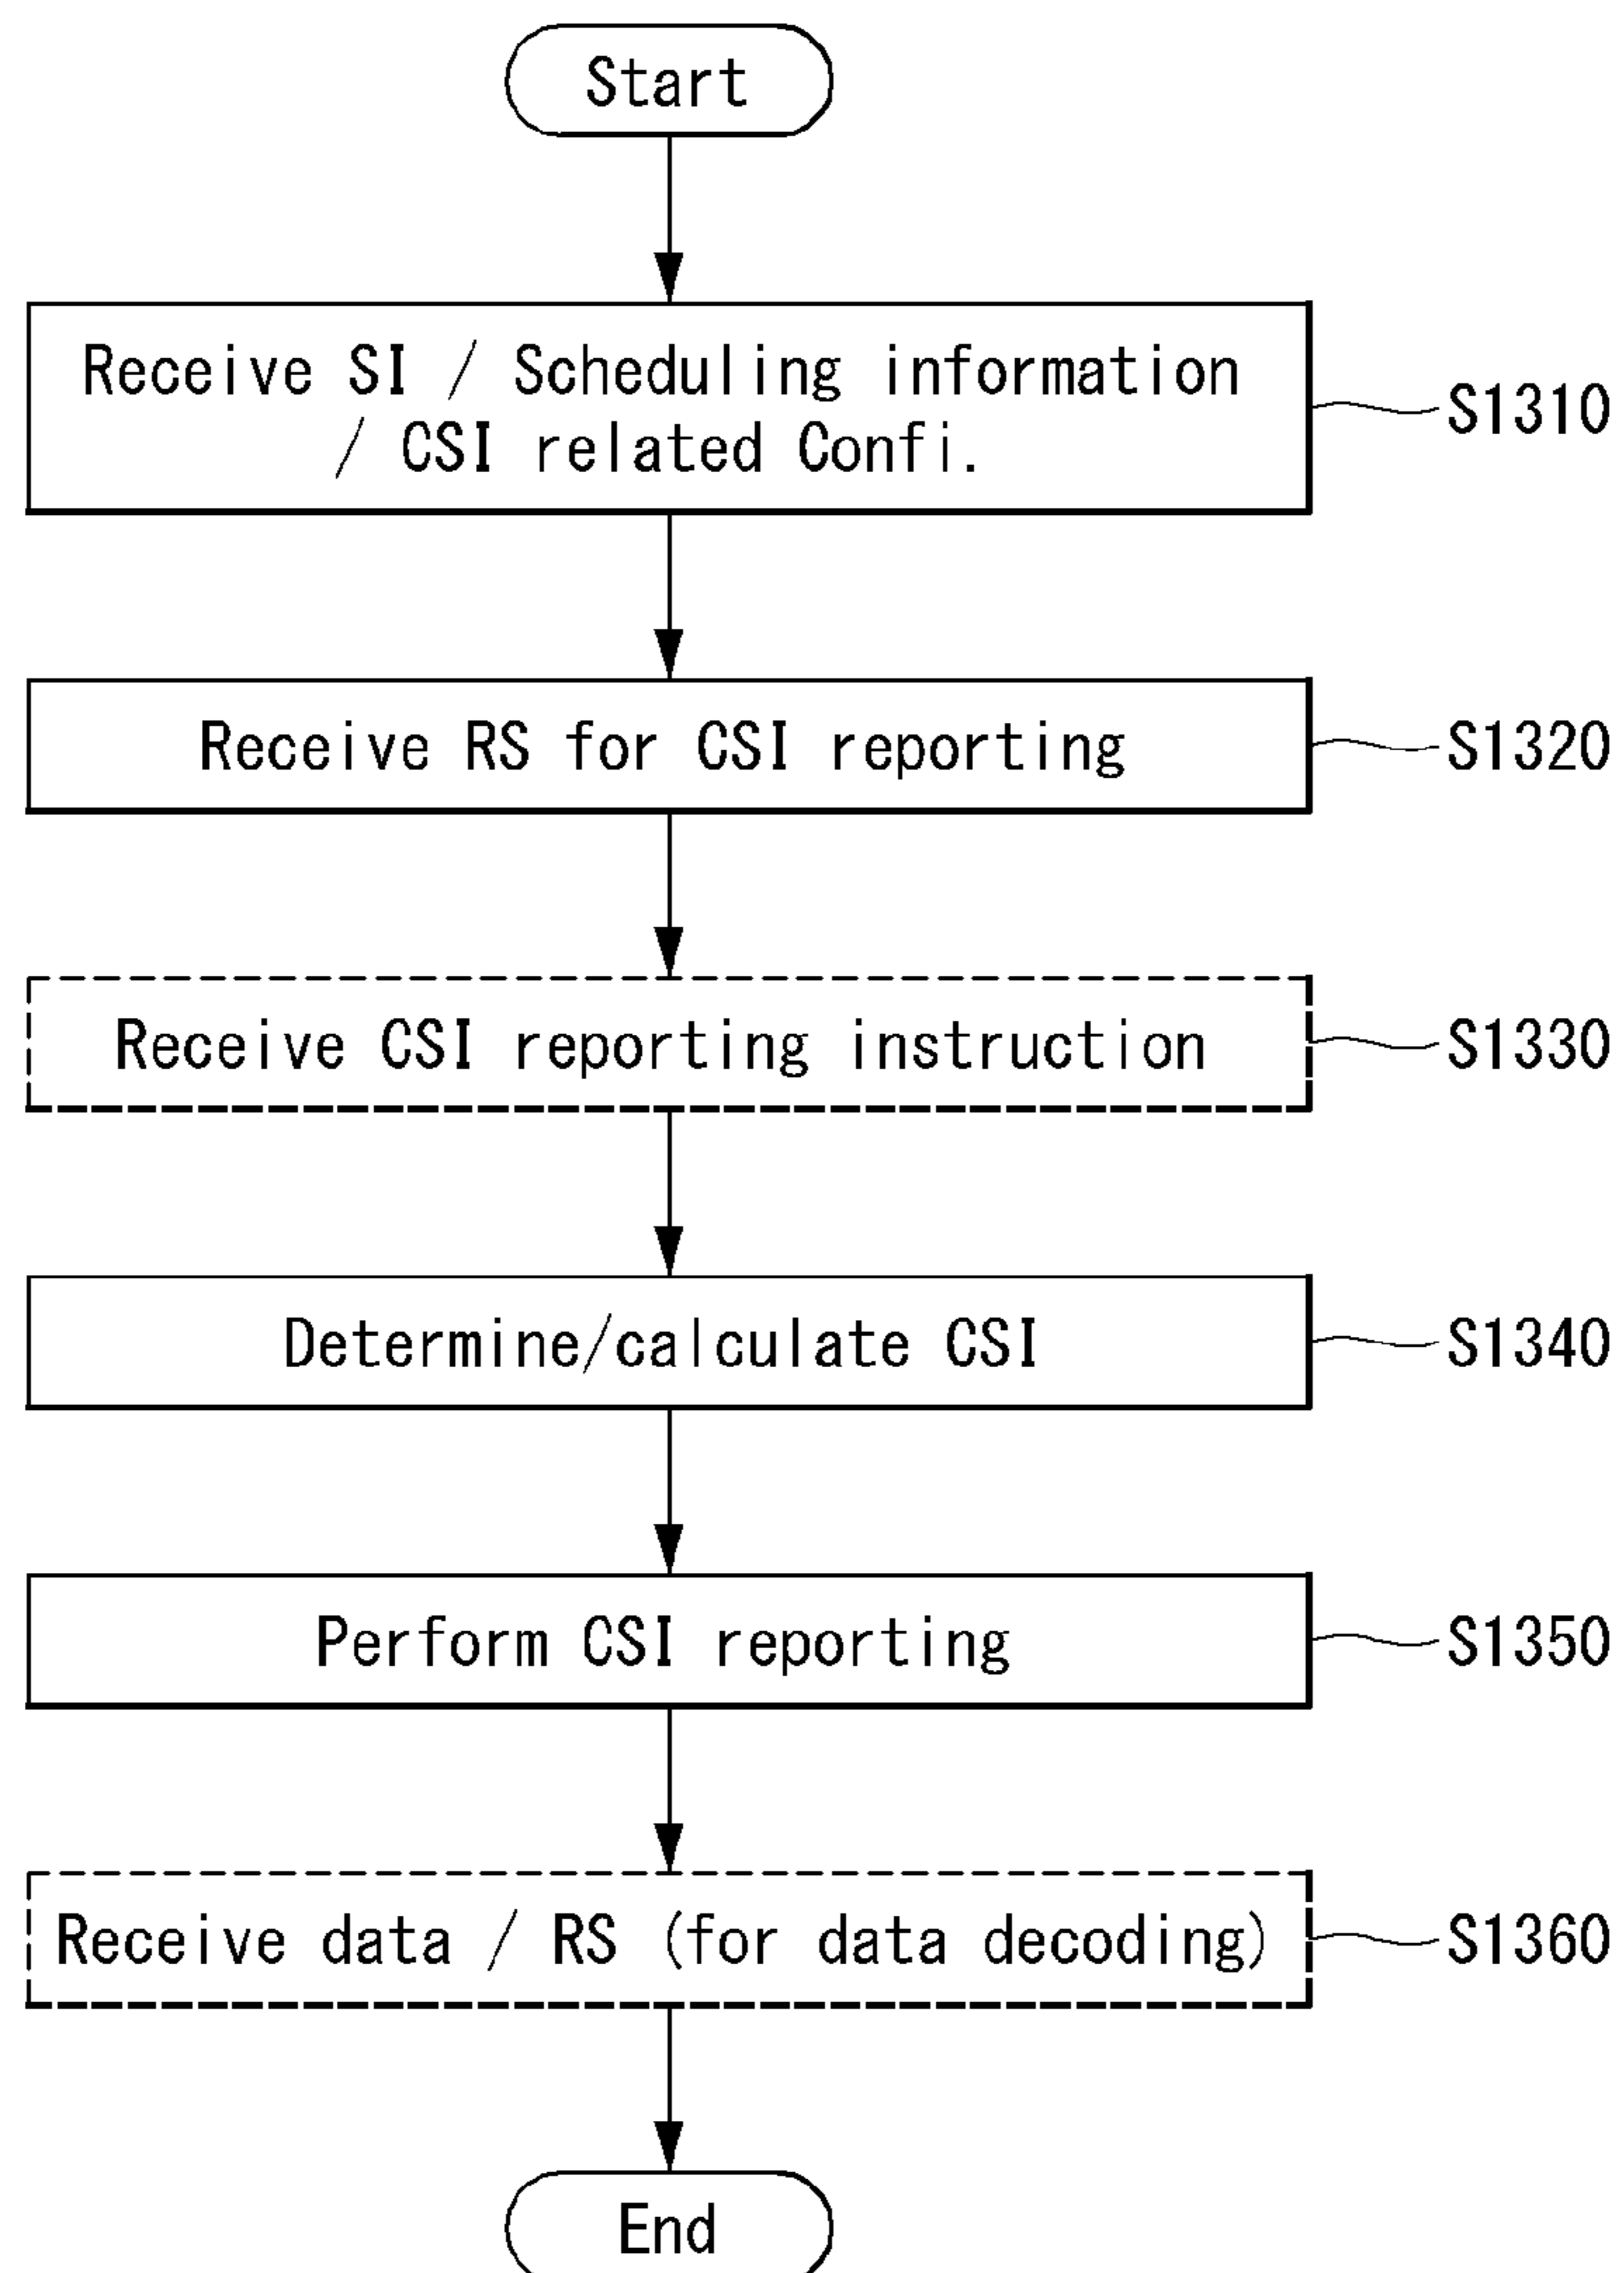 Start
Receive SI / Scheduling information
/ CSI related Confi.
S1310
Receive RS for CSI reporting
S1320
Receive CSI reporting instruction
S1330
Determine/calculate CSI
S1340
Perform CSI reporting
S1350
Receive data / RS (for data decoding)
S1360
End